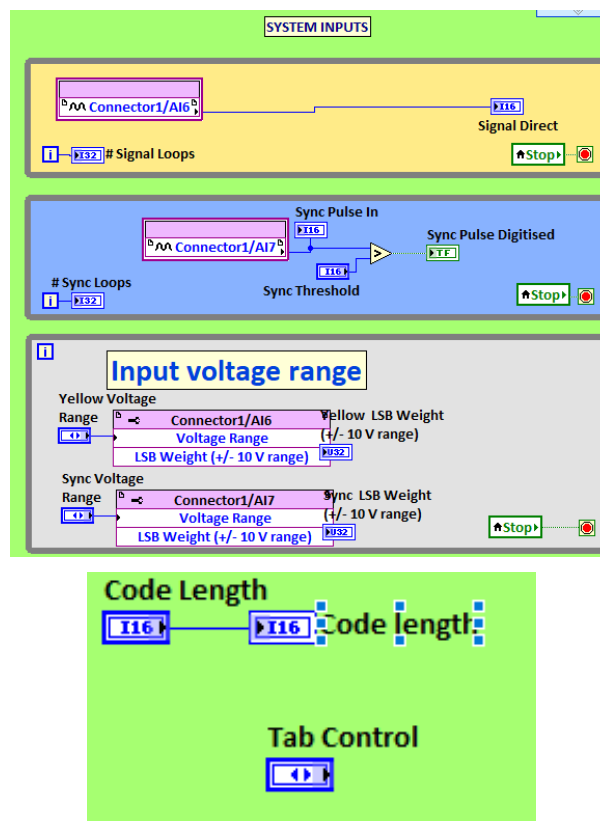 SYSTEM INPUTS
Connector1/AI6
I16
Signal Direct
i
I32
# Signal Loops
Stop
Sync Pulse In
I16
Connector1/AI7
Sync Pulse Digitised
>
TF
I16
Sync Threshold
# Sync Loops
i
I32
Stop
i
Input voltage range
Yellow Voltage
Range
Connector1/AI6
Voltage Range
LSB Weight (+/- 10 V range)
Yellow LSB Weight
(+/- 10 V range)
U32
Sync Voltage
Range
Connector1/AI7
Voltage Range
LSB Weight (+/- 10 V range)
Sync LSB Weight
(+/- 10 V range)
U32
Stop
Code Length
I16
I16
Code length
Tab Control